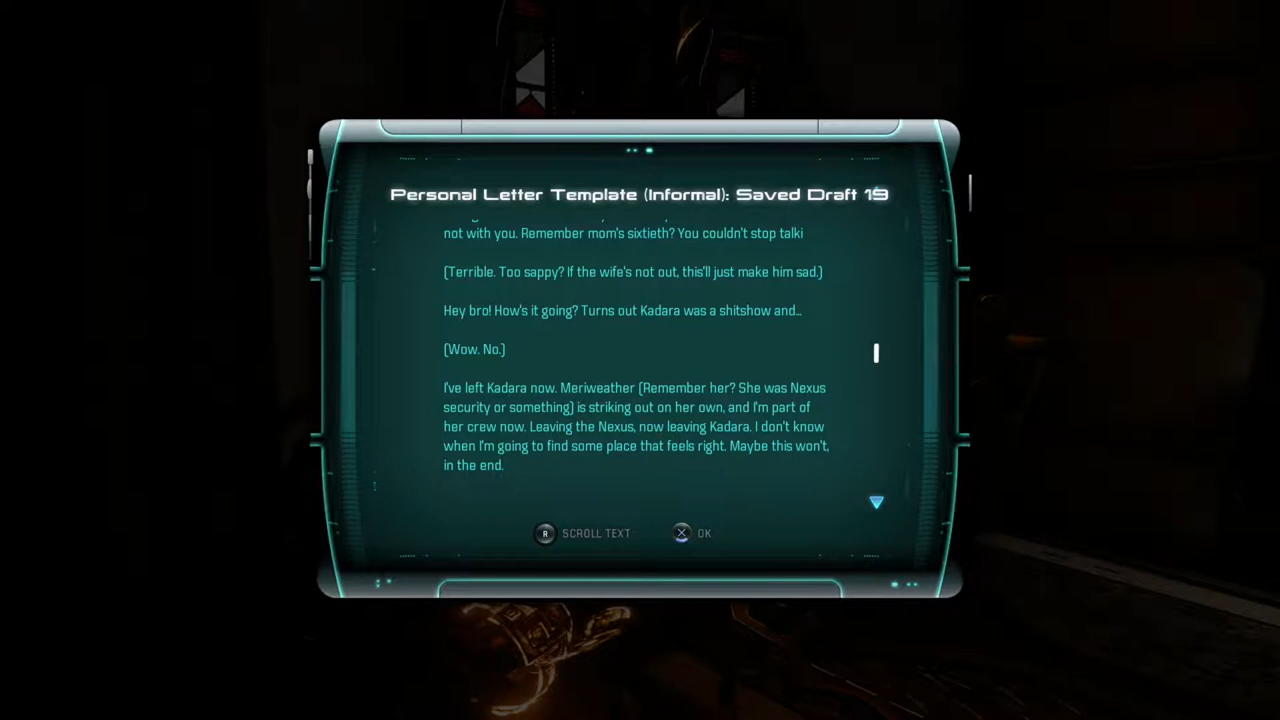 Personal Letter Template (Informal): Saved Draft 19
not with you. Remember mom's sixtieth? You couldn't stop talki
(Terrible. Too sappy? If the wife's not out, this'll just make him sad.)
Hey bro! How's it going? Turns out Kadara was a shitshow and...
(Wow. No.)
I've left Kadara now. Meriweather (Remember her? She was Nexus
security or something) is striking out on her own, and I'm part of
her crew now. Leaving the Nexus, now leaving Kadara. I don't know
when I'm going to find some place that feels right. Maybe this won't,
in the end.
R SCROLL TEXT OK